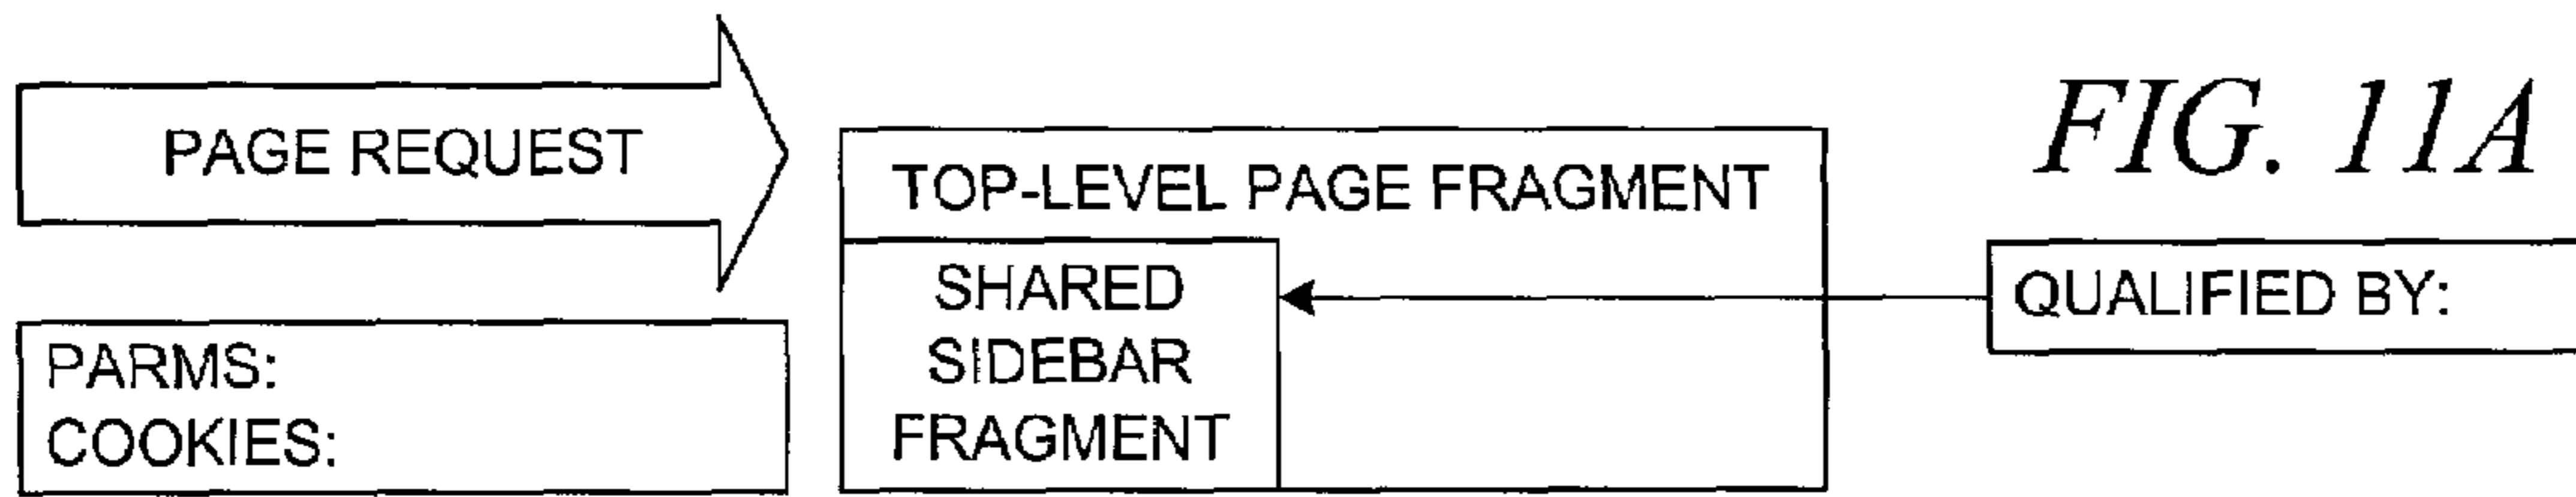 PAGE REQUEST
PARMS:
COOKIES:
TOP-LEVEL PAGE FRAGMENT
SHARED
SIDEBAR
FRAGMENT
FIG. 11A
QUALIFIED BY: